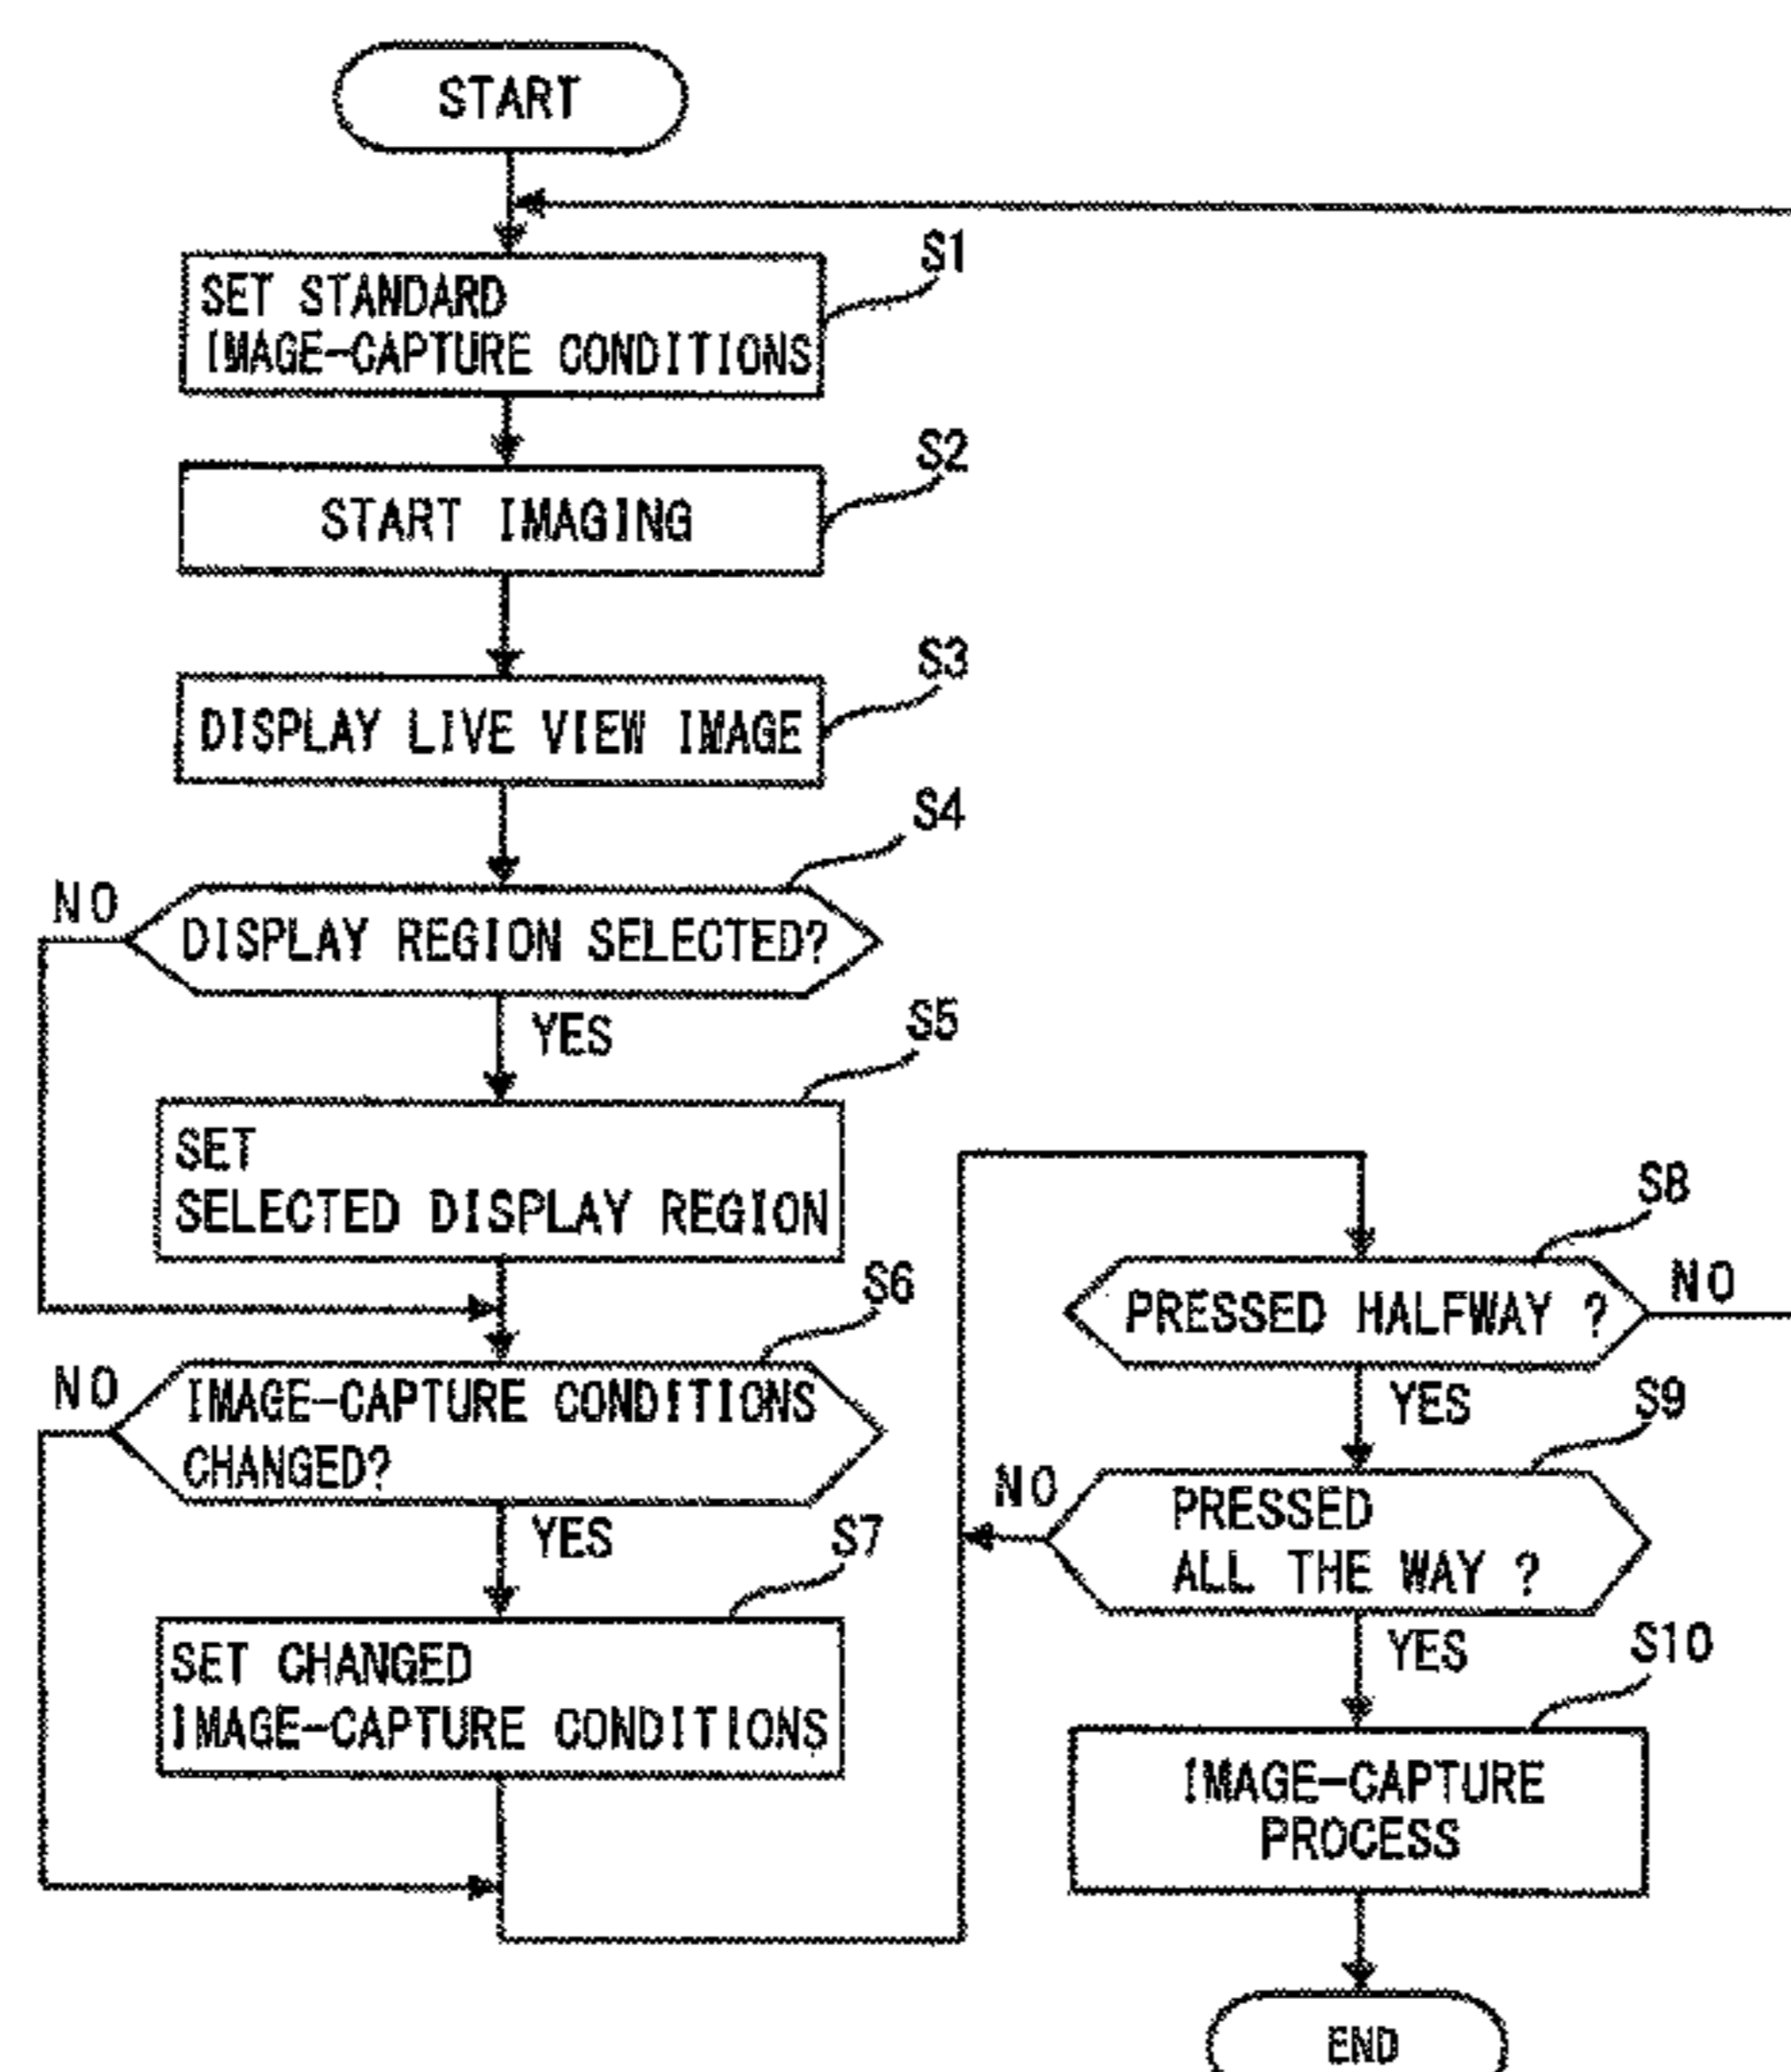 START
S1
SET STANDARD
IMAGE-CAPTURE CONDITIONS
S2
START IMAGING
S3
DISPLAY LIVE VIEW IMAGE
S4
NO
DISPLAY REGION SELECTED?
YES
S5
SET
SELECTED DISPLAY REGION
S6
NO
IMAGE-CAPTURE CONDITIONS
CHANGED?
YES
S7
SET CHANGED
IMAGE-CAPTURE CONDITIONS
S8
PRESSED HALFWAY ?
NO
YES
S9
NO
PRESSED
ALL THE WAY ?
YES
S10
IMAGE-CAPTURE
PROCESS
END